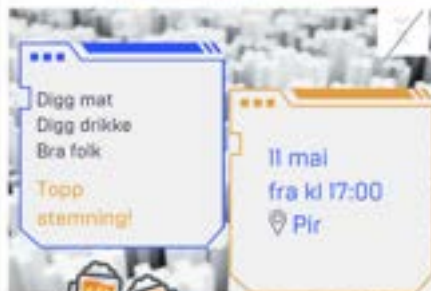 Digg mat
Digg drikke
Bra folk
Topp
stemning!
11 mai
fra kl 17:00
Pir